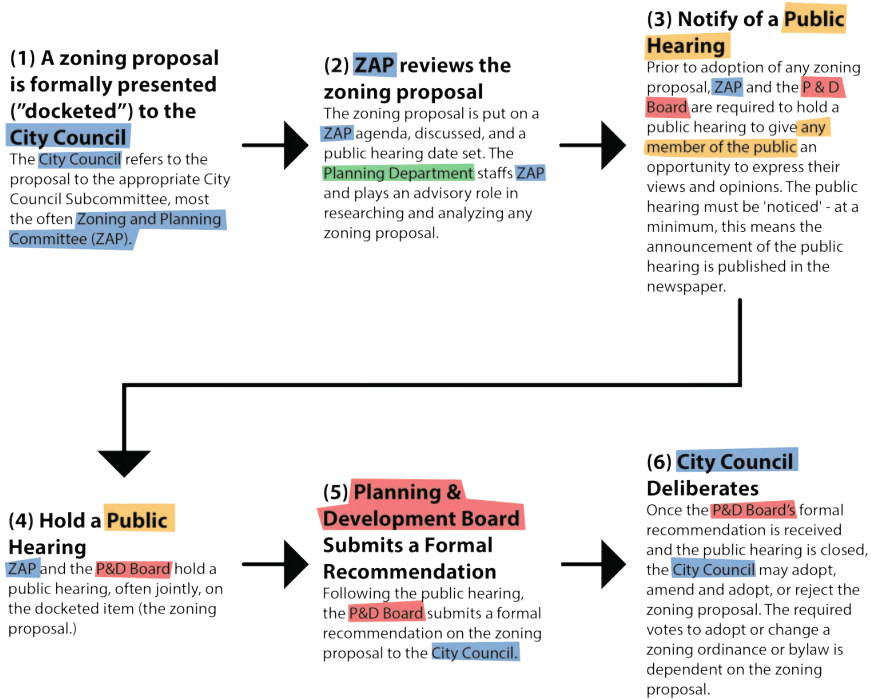 (1) A zoning proposal
is formally presented
("docketed") to the
City Council
The City Council refers to the
proposal to the appropriate City
Council Subcommittee, most
the often Zoning and Planning
Committee (ZAP).
(2) ZAP reviews the
zoning proposal
The zoning proposal is put on a
ZAP agenda, discussed, and a
public hearing date set. The
Planning Department staffs ZAP
and plays an advisory role in
researching and analyzing any
zoning proposal.
(3) Notify of a Public
Hearing
Prior to adoption of any zoning
proposal, ZAP and the P & D
Board are required to hold a
public hearing to give any
member of the public an
opportunity to express their
views and opinions. The public
hearing must be 'noticed' - at a
minimum, this means the
announcement of the public
hearing is published in the
newspaper.
(4) Hold a Public
Hearing
ZAP and the P&D Board hold a
public hearing, often jointly, on
the docketed item (the zoning
proposal.)
(5) Planning &
Development Board
Submits a Formal
Recommendation
Following the public hearing,
the P&D Board submits a formal
recommendation on the zoning
proposal to the City Council.
(6) City Council
Deliberates
Once the P&D Board's formal
recommendation is received
and the public hearing is closed,
the City Council may adopt,
amend and adopt, or reject the
zoning proposal. The required
votes to adopt or change a
zoning ordinance or bylaw is
dependent on the zoning
proposal.